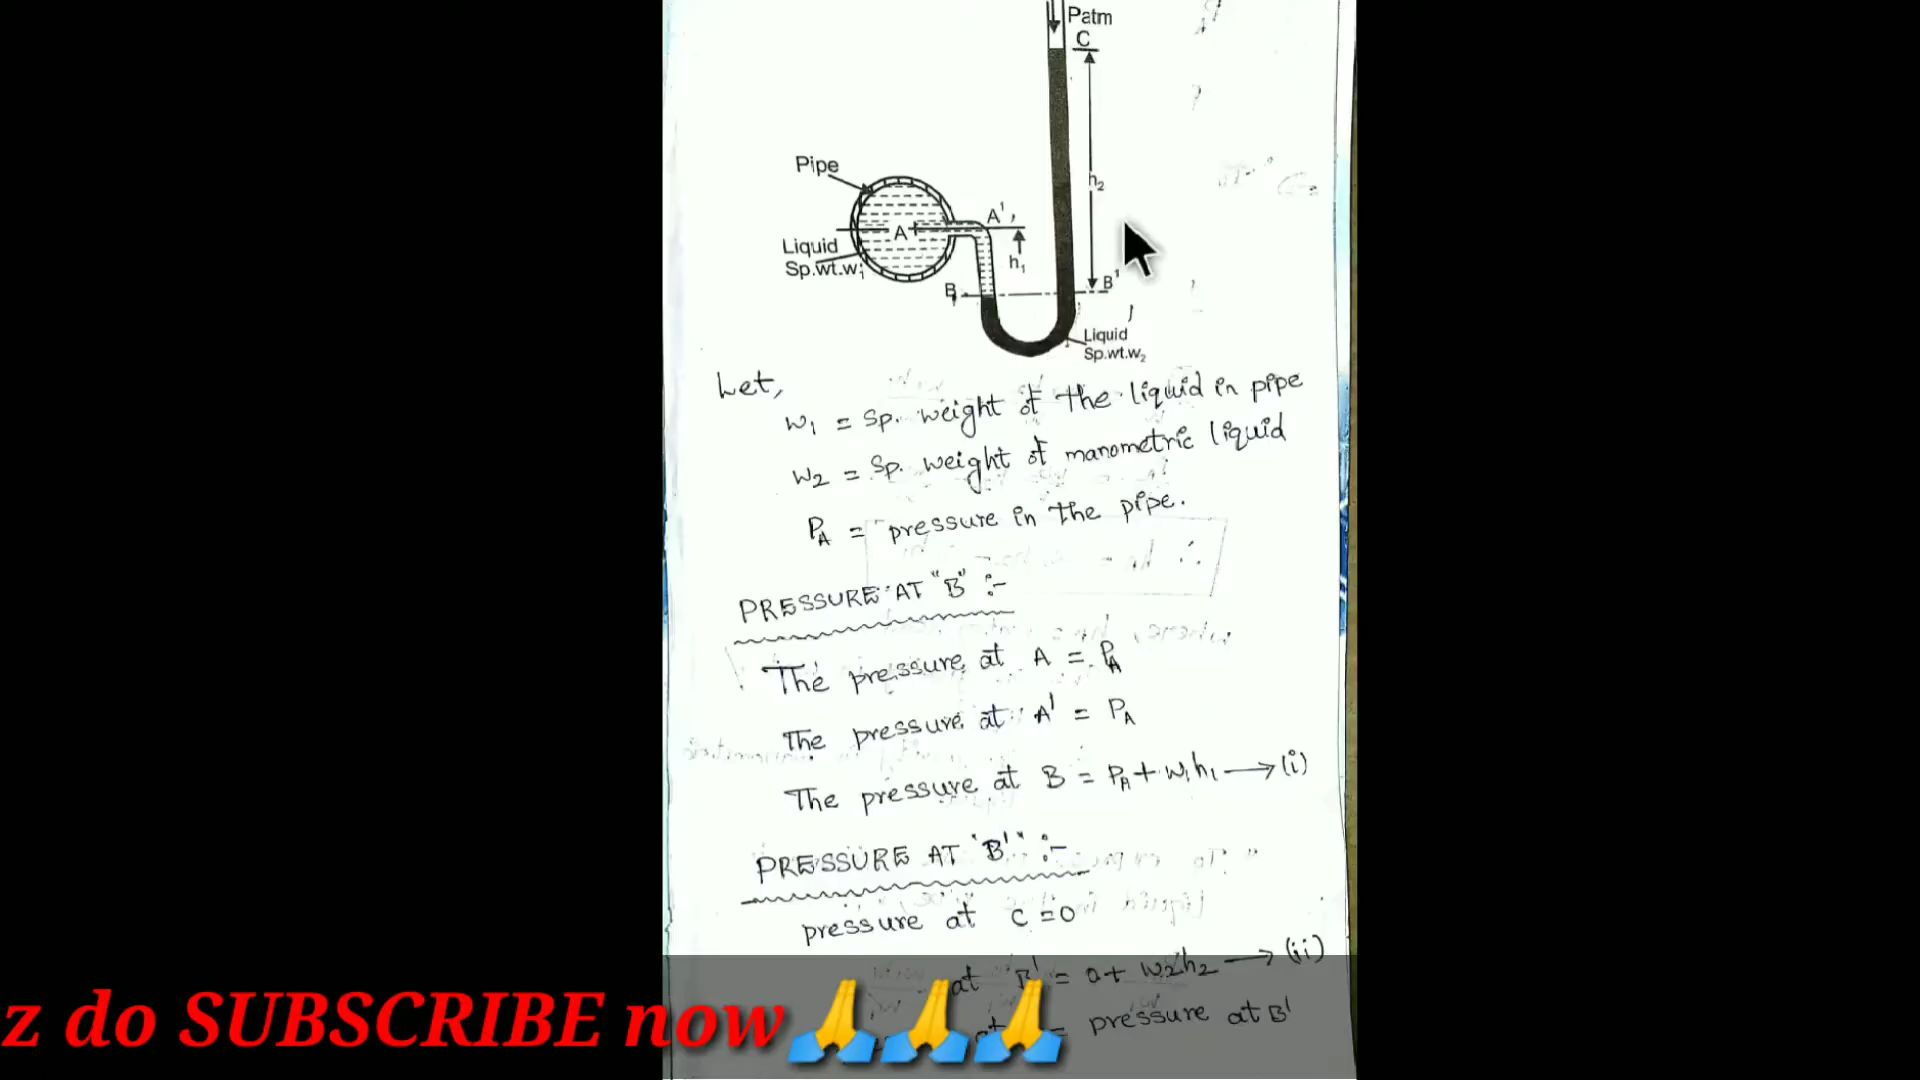 Patm
C
h2
Pipe
A
A'
Liquid
Sp.wt.w1
h1
B
B'
Liquid
Sp.wt.w2
Let,
w1 = Sp. weight of the liquid in pipe
w2 = Sp. weight of manometric liquid
PA = pressure in the pipe.
PRESSURE AT "B" :-
The pressure at A = PA
The pressure at A' = PA
The pressure at B = PA + w1h1 → (i)
PRESSURE AT "B'" :-
pressure at C = 0
at B' = 0 + w2h2 → (ii)
= pressure at B'
z do SUBSCRIBE now🙏🙏🙏